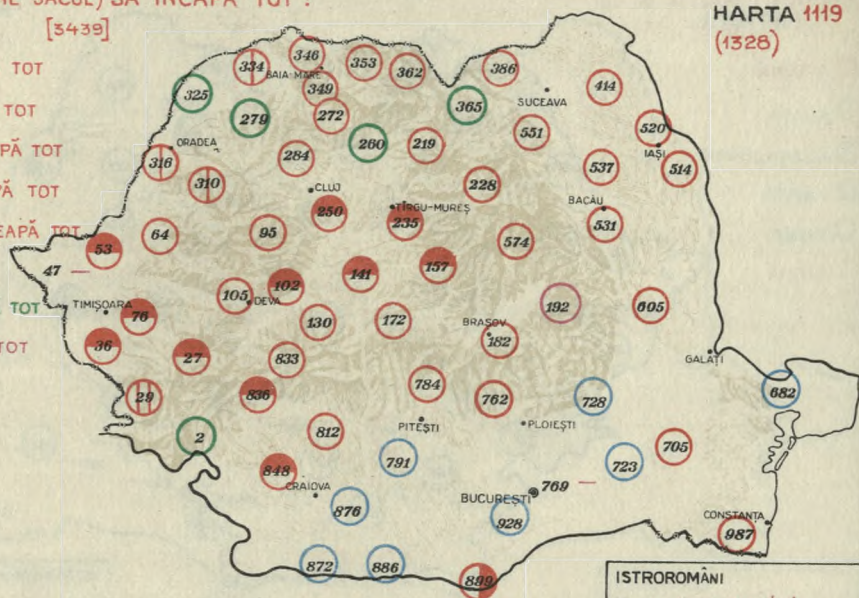 SĂ ÎNCAPĂ TOT .
[3439]
HARTA 1119
(1328)
TOT
TOT
PĂ TOT
Ă TOT
EAPĂ TOT
TOT
TOT
334
346
353
362
386
BAIA-MARE
349
325
279
272
365
SUCEAVA
414
551
520
IAȘI
514
ORADEA
316
310
284
260
219
CLUJ
228
537
BACĂU
531
250
TÎRGU-MUREȘ
235
574
53
64
95
47 —
141
157
102
105
DEVA
TIMIȘOARA
76
130
172
192
605
BRAȘOV
182
36
27
833
GALAȚI
29
836
784
762
728
682
2
812
PITEȘTI
PLOIEȘTI
705
848
791
723
CRAIOVA
769 —
BUCUREȘTI
876
928
CONSTANȚA
987
872
886
899
ISTROROMÂNI